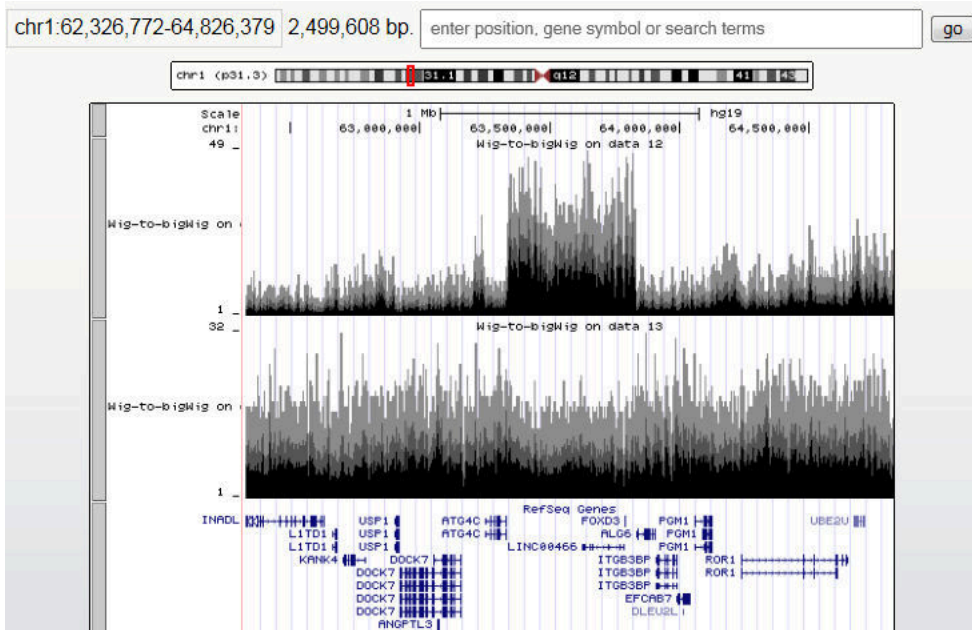 chr1:62,326,772-64,826,379 2,499,608 bp. enter position, gene symbol or search terms go
chr1 (p31.3) 31.1 q12 41 43
Scale 1 Mb hg19
chr1: 63,000,000 63,500,000 64,000,000 64,500,000
49 _ Wig-to-bigWig on data 12
Wig-to-bigWig on
1 _
32 _ Wig-to-bigWig on data 13
Wig-to-bigWig on
1 _
RefSeq Genes
INADL USP1 ATG4C FOXD3 PGM1 UBE2U
L1TD1 USP1 ATG4C ALG6 PGM1
L1TD1 USP1 LINC00466 PGM1
KANK4 DOCK7 ITGB3BP ROR1
DOCK7 ITGB3BP ROR1
DOCK7 ITGB3BP
DOCK7 EFCAB7
DOCK7 DLEU2L
ANGPTL3